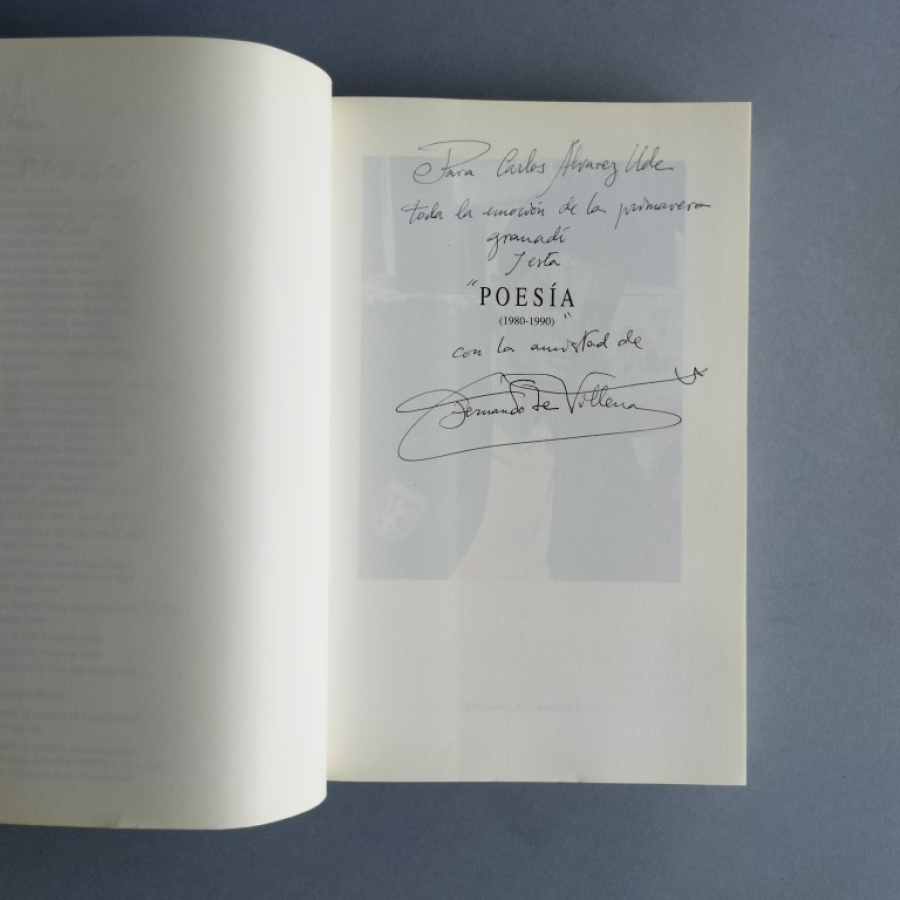 Para Carlos Álvarez Ude
toda la emoción de la primavera
granadí
y esta
"POESÍA
(1980-1990)"
con la amistad de
Fernando de Villena